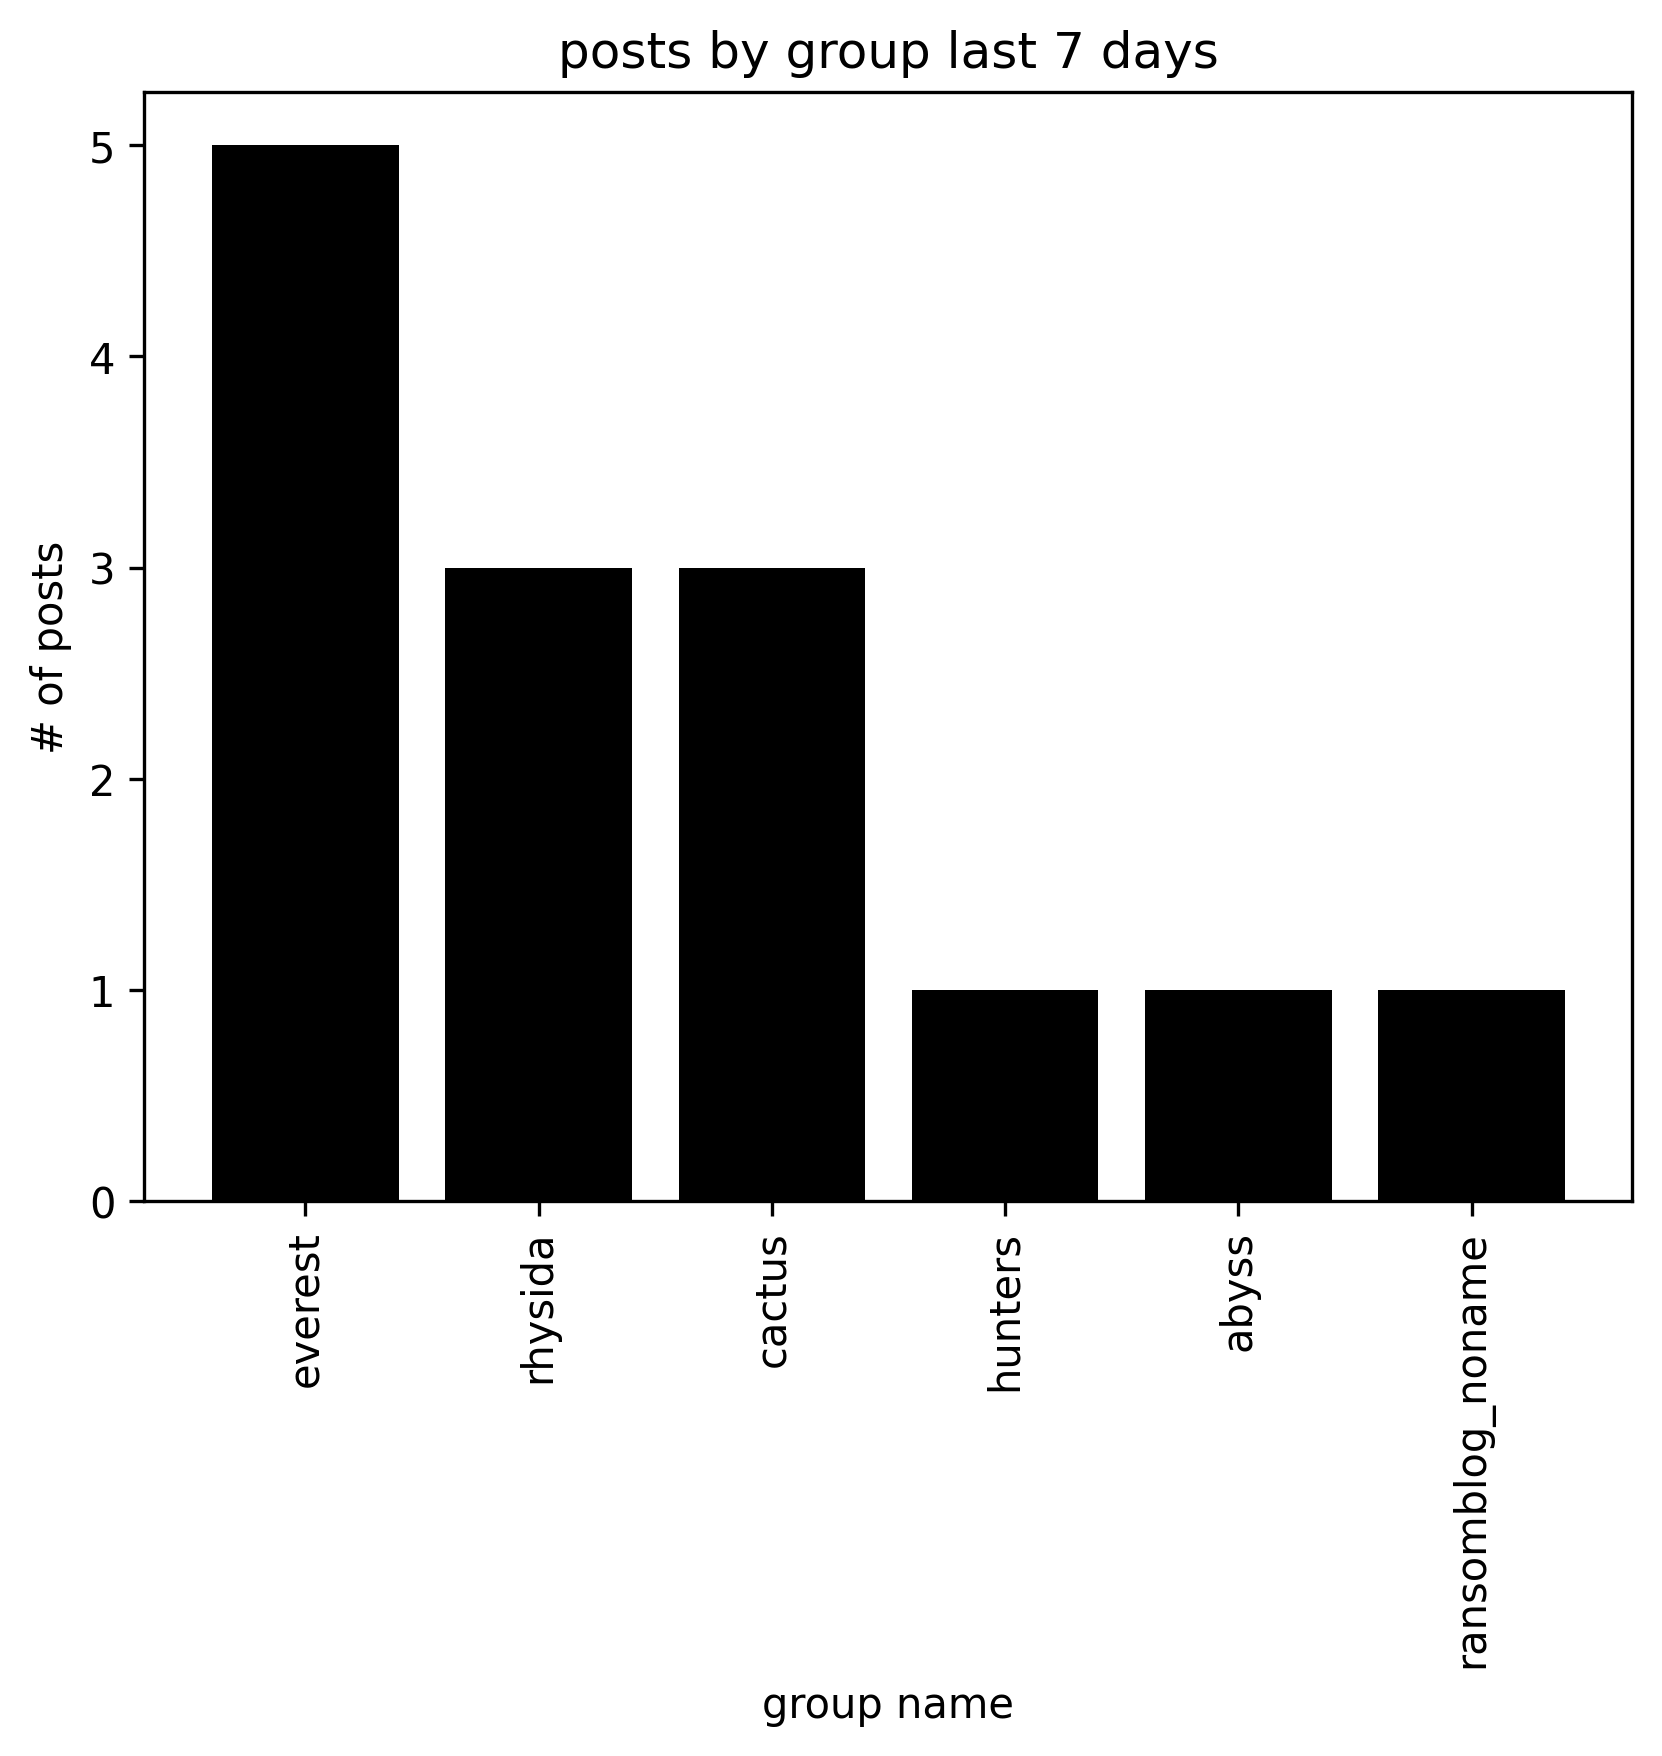 posts by group last 7 days
# of posts
5
4
3
2
1
0
everest
rhysida
cactus
hunters
abyss
ransomblog_noname
group name